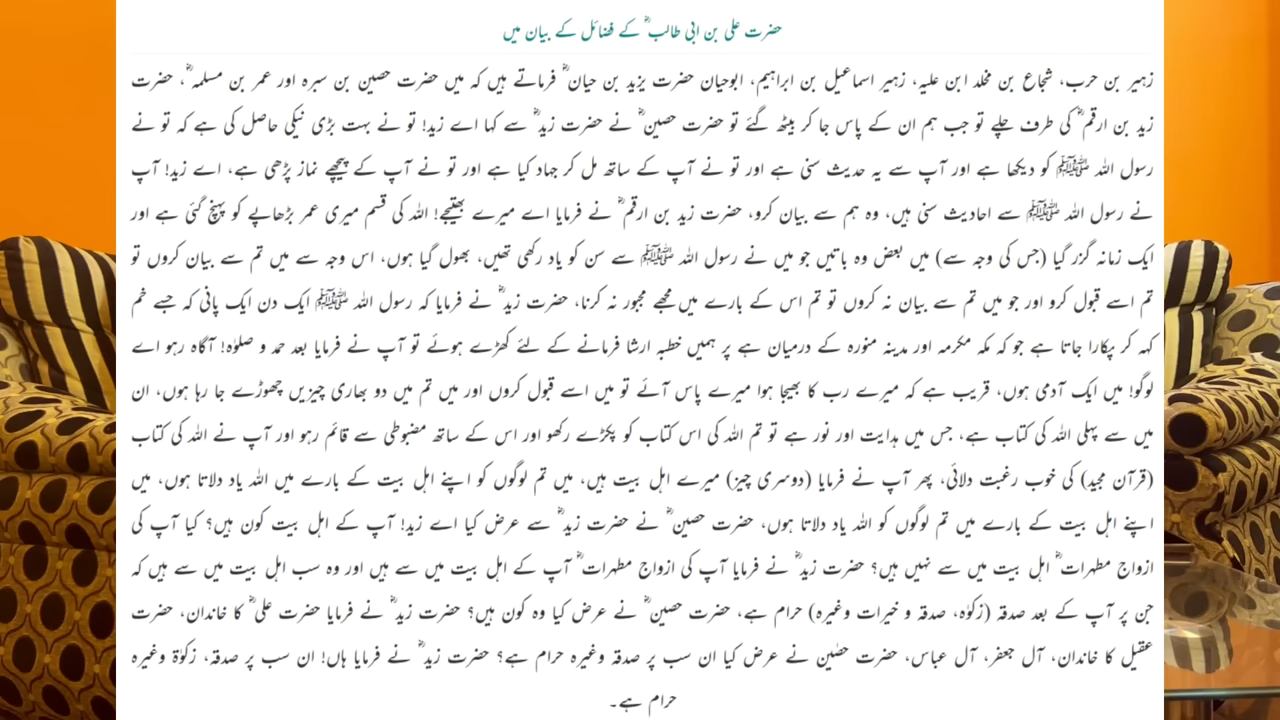 حضرت علی بن ابی طالب ؓ کے فضائل کے بیان میں
زہیر بن حرب، شجاع بن مخلد ابن علیہ، زہیر اسماعیل بن ابراہیم، ابوحیان حضرت یزید بن حیان ؓ فرماتے ہیں کہ میں حضرت حصین بن سبرہ اور عمر بن مسلمہ ؓ، حضرت
زید بن ارقم ؓ کی طرف چلے تو جب ہم ان کے پاس جا کر بیٹھ گئے تو حضرت حصین ؓ نے حضرت زید ؓ سے کہا اے زید! تو نے بہت بڑی نیکی حاصل کی ہے کہ تو نے
رسول اللہ ﷺ کو دیکھا ہے اور آپ سے یہ حدیث سنی ہے اور تو نے آپ کے ساتھ مل کر جہاد کیا ہے اور تو نے آپ کے پیچھے نماز پڑھی ہے، اے زید! آپ
نے رسول اللہ ﷺ سے احادیث سنی ہیں، وہ ہم سے بیان کرو، حضرت زید بن ارقم ؓ نے فرمایا اے میرے بھتیجے! اللہ کی قسم میری عمر بڑھاپے کو پہنچ گئی ہے اور
ایک زمانہ گزر گیا (جس کی وجہ سے) میں بعض وہ باتیں جو میں نے رسول اللہ ﷺ سے سن کو یاد رکھی تھیں، بھول گیا ہوں، اس وجہ سے میں تم سے بیان کروں تو
تم اسے قبول کرو اور جو میں تم سے بیان نہ کروں تو تم اس کے بارے میں مجھے مجبور نہ کرنا، حضرت زید ؓ نے فرمایا کہ رسول اللہ ﷺ ایک دن ایک پانی کہ جسے خم
کہہ کر پکارا جاتا ہے جو کہ مکہ مکرمہ اور مدینہ منورہ کے درمیان ہے پر ہمیں خطبہ ارشا فرمانے کے لئے کھڑے ہوئے تو آپ نے فرمایا بعد حمد و صلوٰہ! آگاہ رہو اے
لوگو! میں ایک آدمی ہوں، قریب ہے کہ میرے رب کا بھیجا ہوا میرے پاس آئے تو میں اسے قبول کروں اور میں تم میں دو بھاری چیزیں چھوڑے جا رہا ہوں، ان
میں سے پہلی اللہ کی کتاب ہے، جس میں ہدایت اور نور ہے تو تم اللہ کی اس کتاب کو پکڑے رکھو اور اس کے ساتھ مضبوطی سے قائم رہو اور آپ نے اللہ کی کتاب
(قرآن مجید) کی خوب رغبت دلائی، پھر آپ نے فرمایا (دوسری چیز) میرے اہل بیت ہیں، میں تم لوگوں کو اپنے اہل بیت کے بارے میں اللہ یاد دلاتا ہوں، میں
اپنے اہل بیت کے بارے میں تم لوگوں کو اللہ یاد دلاتا ہوں، حضرت حصین ؓ نے حضرت زید ؓ سے عرض کیا اے زید! آپ کے اہل بیت کون ہیں؟ کیا آپ کی
ازواج مطہرات ؓ اہل بیت میں سے نہیں ہیں؟ حضرت زید ؓ نے فرمایا آپ کی ازواج مطہرات ؓ آپ کے اہل بیت میں سے ہیں اور وہ سب اہل بیت میں سے ہیں کہ
جن پر آپ کے بعد صدقہ (زکوٰہ، صدقہ و خیرات وغیرہ) حرام ہے، حضرت حصین ؓ نے عرض کیا وہ کون ہیں؟ حضرت زید ؓ نے فرمایا حضرت علی ؓ کا خاندان، حضرت
عقیل کا خاندان، آل جعفر، آل عباس، حضرت حصٰین نے عرض کیا ان سب پر صدقہ وغیرہ حرام ہے؟ حضرت زید ؓ نے فرمایا ہاں! ان سب پر صدقہ، زکوٰۃ وغیرہ
حرام ہے۔